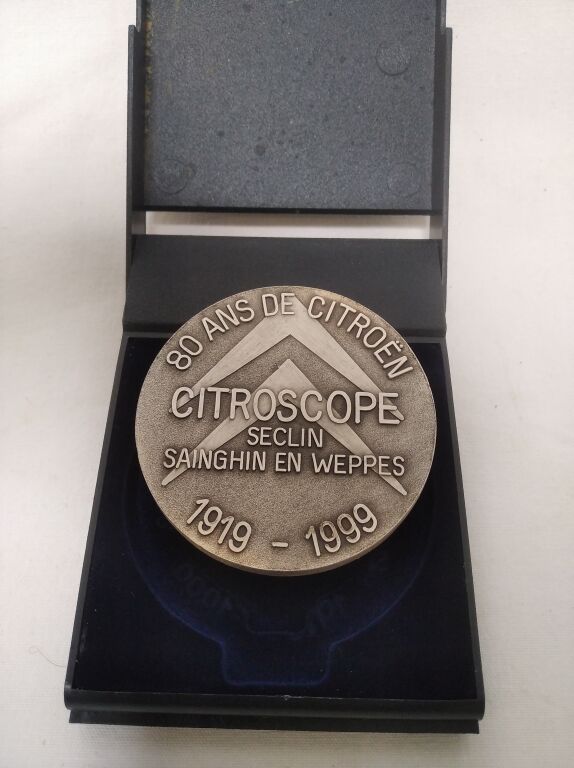 80 ANS DE CITROËN
CITROSCOPE
SECLIN
SAINGHIN EN WEPPES
1919 - 1999